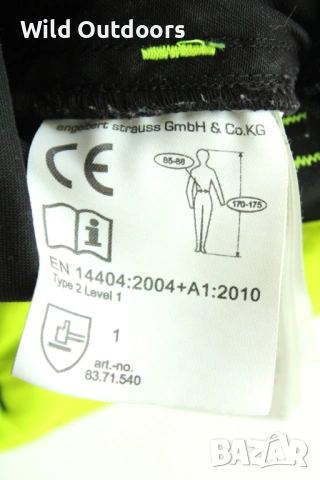 Wild Outdoors
engelbert strauss GmbH & Co.KG
CE
85-88
170-175
i
EN 14404:2004+A1:2010
Type 2 Level 1
1
art.-no.
83.71.540
BAZAR